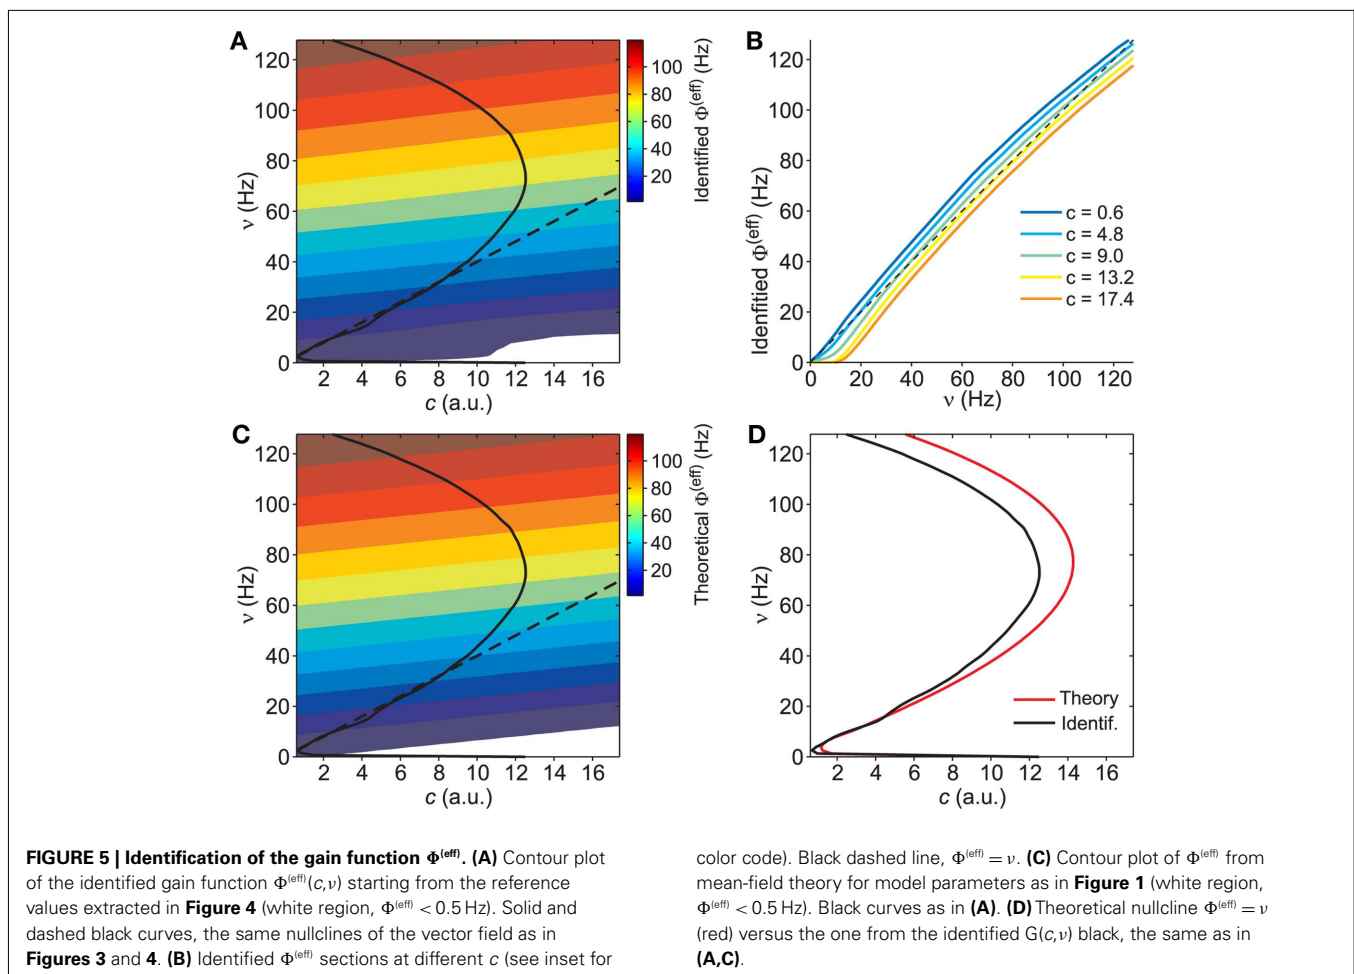 A
120
100
80
60
40
20
0
ν (Hz)
2 4 6 8 10 12 14 16
c (a.u.)
100
80
60
40
20
Identified Φ(eff) (Hz)
B
120
100
80
60
40
20
0
Idenfitied Φ(eff) (Hz)
0 20 40 60 80 100 120
ν (Hz)
c = 0.6
c = 4.8
c = 9.0
c = 13.2
c = 17.4
C
120
100
80
60
40
20
0
ν (Hz)
2 4 6 8 10 12 14 16
c (a.u.)
100
80
60
40
20
Theoretical Φ(eff) (Hz)
D
120
100
80
60
40
20
0
ν (Hz)
2 4 6 8 10 12 14 16
c (a.u.)
Theory
Identif.
FIGURE 5 | Identification of the gain function Φ(eff). (A) Contour plot
of the identified gain function Φ(eff)(c,ν) starting from the reference
values extracted in Figure 4 (white region, Φ(eff) < 0.5 Hz). Solid and
dashed black curves, the same nullclines of the vector field as in
Figures 3 and 4. (B) Identified Φ(eff) sections at different c (see inset for
color code). Black dashed line, Φ(eff) = ν. (C) Contour plot of Φ(eff) from
mean-field theory for model parameters as in Figure 1 (white region,
Φ(eff) < 0.5 Hz). Black curves as in (A). (D) Theoretical nullcline Φ(eff) = ν
(red) versus the one from the identified G(c,ν) black, the same as in
(A,C).